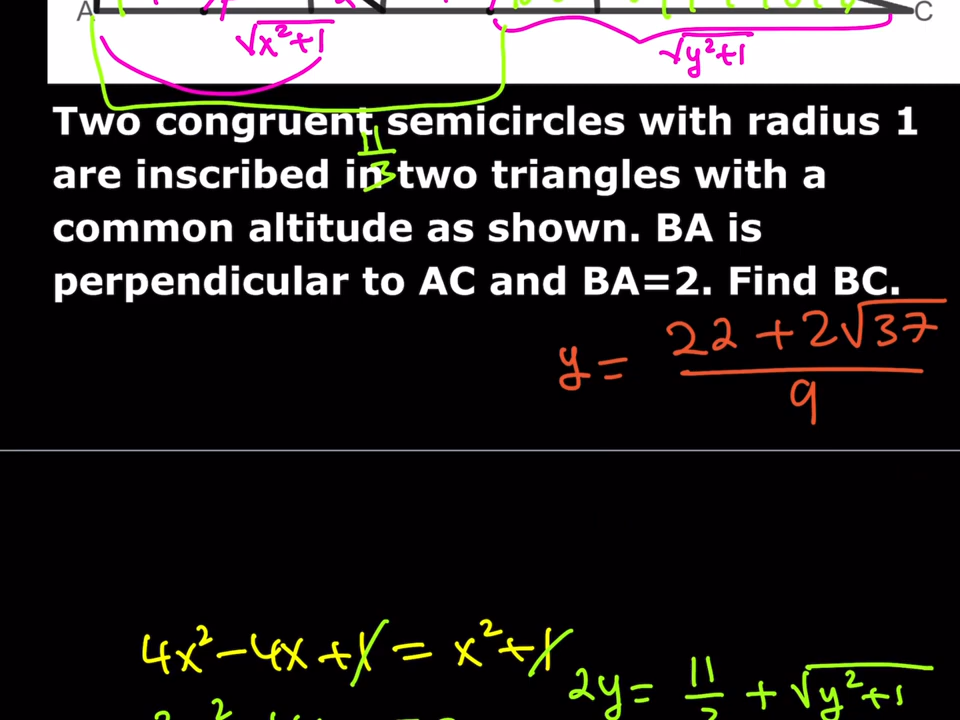 A
C
√x²+1
√y²+1
Two congruent semicircles with radius 1
11/3
are inscribed in two triangles with a
common altitude as shown. BA is
perpendicular to AC and BA=2. Find BC.
y = (22 + 2√37)/9
4x² - 4x + 1 = x² + 1
2y = 11/3 + √y²+1